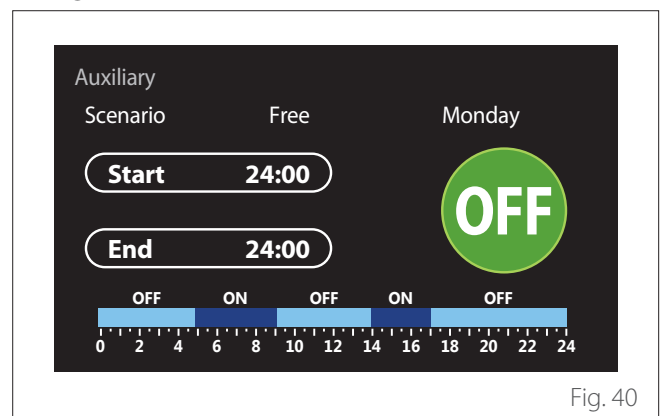 Auxiliary
Scenario Free Monday
Start 24:00
OFF
End 24:00
OFF ON OFF ON OFF
0 2 4 6 8 10 12 14 16 18 20 22 24
Fig. 40